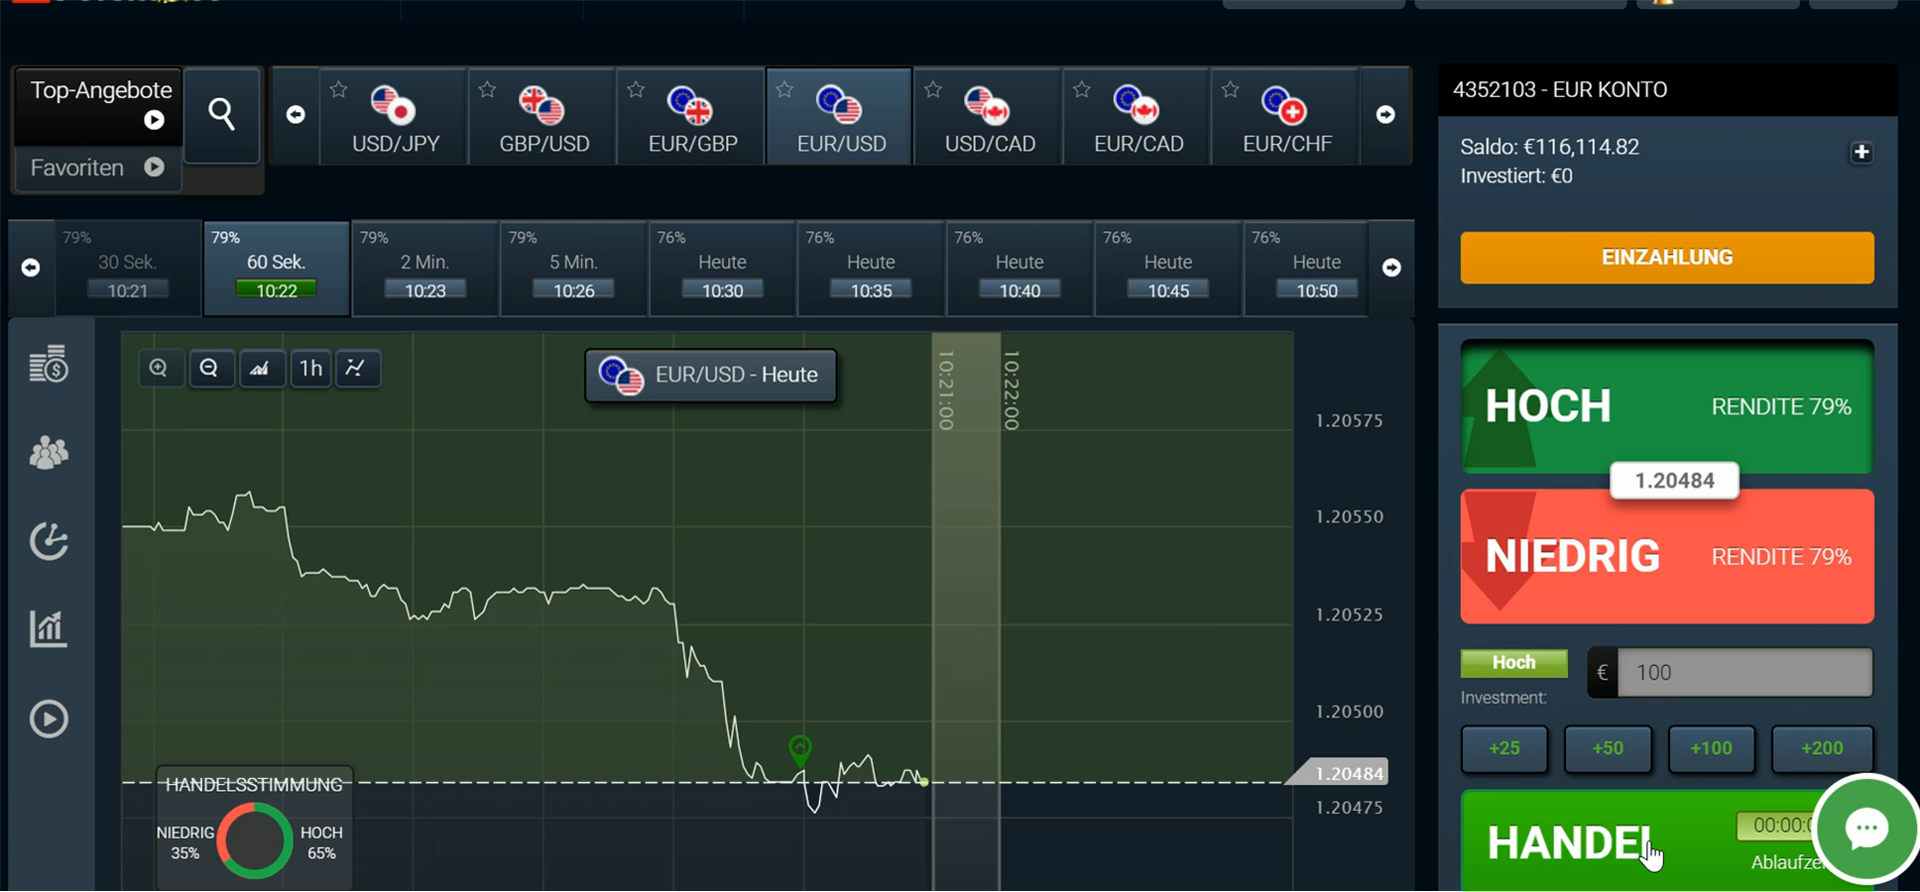 Top-Angebote
Favoriten
USD/JPY
GBP/USD
EUR/GBP
EUR/USD
USD/CAD
EUR/CAD
EUR/CHF
4352103 - EUR KONTO
Saldo: €116,114.82
Investiert: €0
EINZAHLUNG
79%
30 Sek.
10:21
79%
60 Sek.
10:22
79%
2 Min.
10:23
79%
5 Min.
10:26
76%
Heute
10:30
76%
Heute
10:35
76%
Heute
10:40
76%
Heute
10:45
76%
Heute
10:50
1h
EUR/USD - Heute
10:21:00
10:22:00
1.20575
1.20550
1.20525
1.20500
1.20484
1.20475
HANDELSSTIMMUNG
NIEDRIG
35%
HOCH
65%
HOCH
RENDITE 79%
1.20484
NIEDRIG
RENDITE 79%
Hoch
Investment:
€
100
+25
+50
+100
+200
HANDEL
00:00:0
Ablaufze